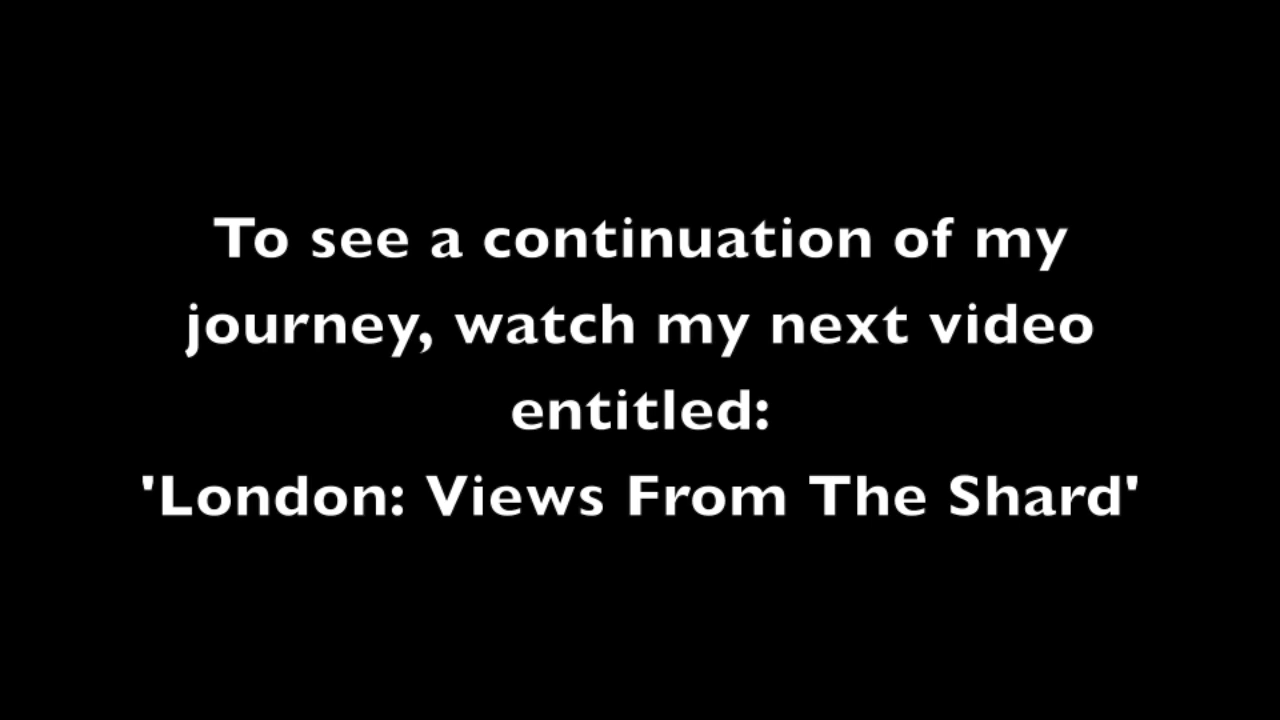 To see a continuation of my
journey, watch my next video
entitled:
'London: Views From The Shard'